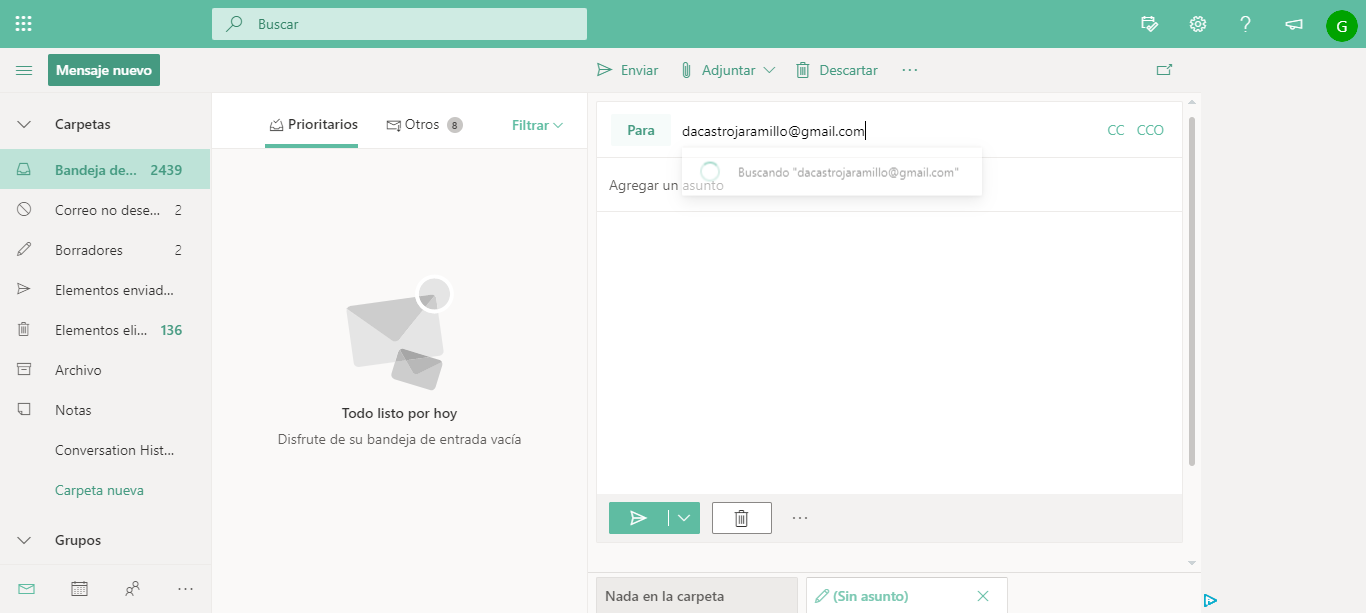 Buscar
G
Mensaje nuevo
Enviar
Adjuntar
Descartar
...
Carpetas
Bandeja de... 2439
Correo no dese... 2
Borradores 2
Elementos enviad...
Elementos eli... 136
Archivo
Notas
Conversation Hist...
Carpeta nueva
Grupos
...
Prioritarios
Otros 8
Filtrar
Todo listo por hoy
Disfrute de su bandeja de entrada vacía
Para dacastrojaramillo@gmail.com CC CCO
Buscando "dacastrojaramillo@gmail.com"
Agregar un asunto
...
Nada en la carpeta
(Sin asunto)